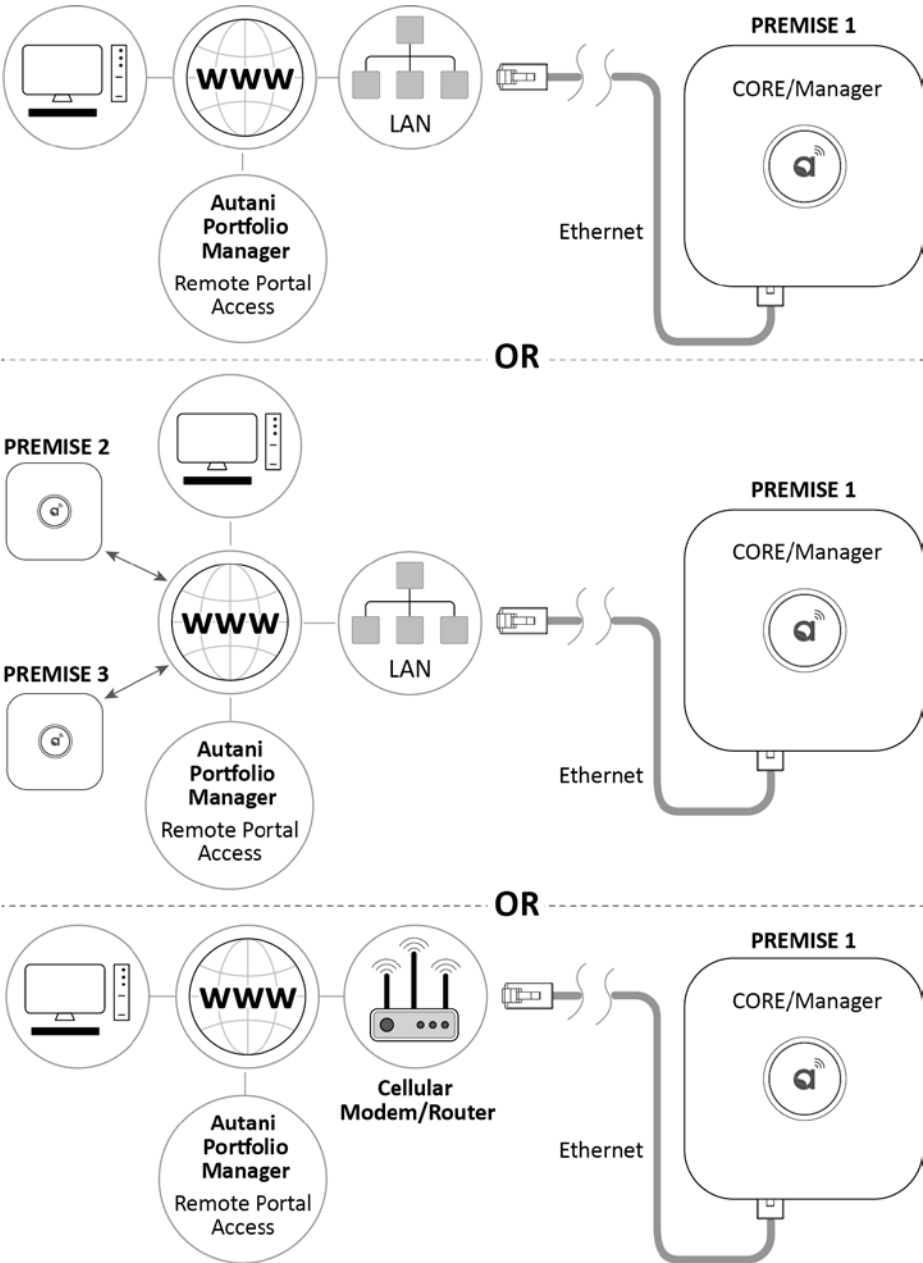 PREMISE 1
CORE/Manager
WWW
LAN
Autani
Portfolio
Manager
Remote Portal
Access
Ethernet
OR
PREMISE 2
PREMISE 1
CORE/Manager
WWW
LAN
PREMISE 3
Autani
Portfolio
Manager
Remote Portal
Access
Ethernet
OR
PREMISE 1
CORE/Manager
WWW
Cellular
Modem/Router
Autani
Portfolio
Manager
Remote Portal
Access
Ethernet